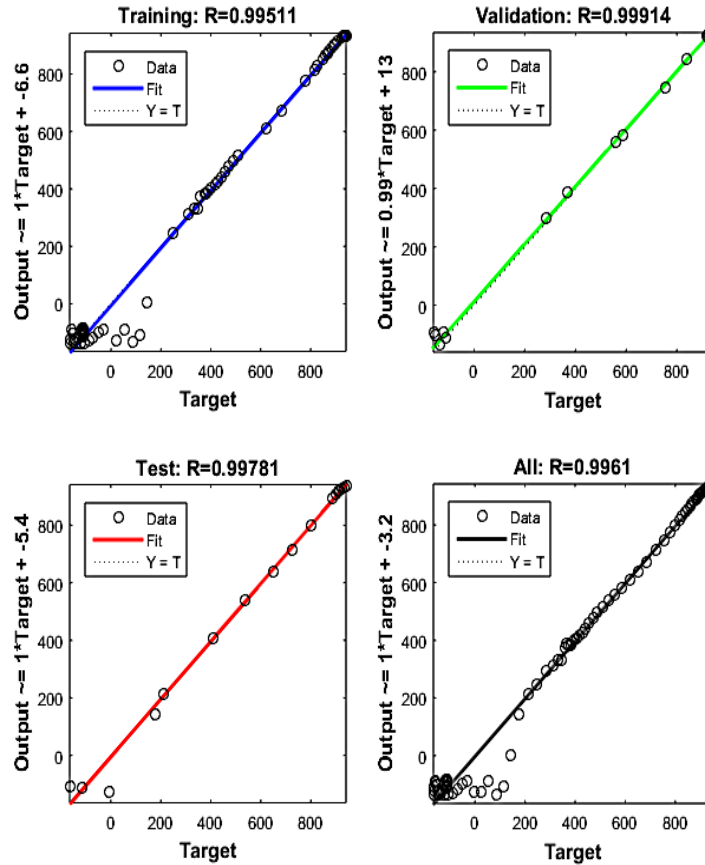 Training: R=0.99511
Output ~= 1*Target + -6.6
Data
Fit
Y = T
800
600
400
200
0
0 200 400 600 800
Target
Validation: R=0.99914
Output ~= 0.99*Target + 13
Data
Fit
Y = T
800
600
400
200
0
0 200 400 600 800
Target
Test: R=0.99781
Output ~= 1*Target + -5.4
Data
Fit
Y = T
800
600
400
200
0
0 200 400 600 800
Target
All: R=0.9961
Output ~= 1*Target + -3.2
Data
Fit
Y = T
800
600
400
200
0
0 200 400 600 800
Target